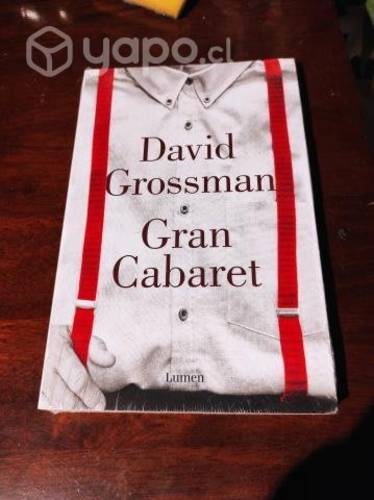 yapo.cl
David
Grossman
Gran
Cabaret
Lumen